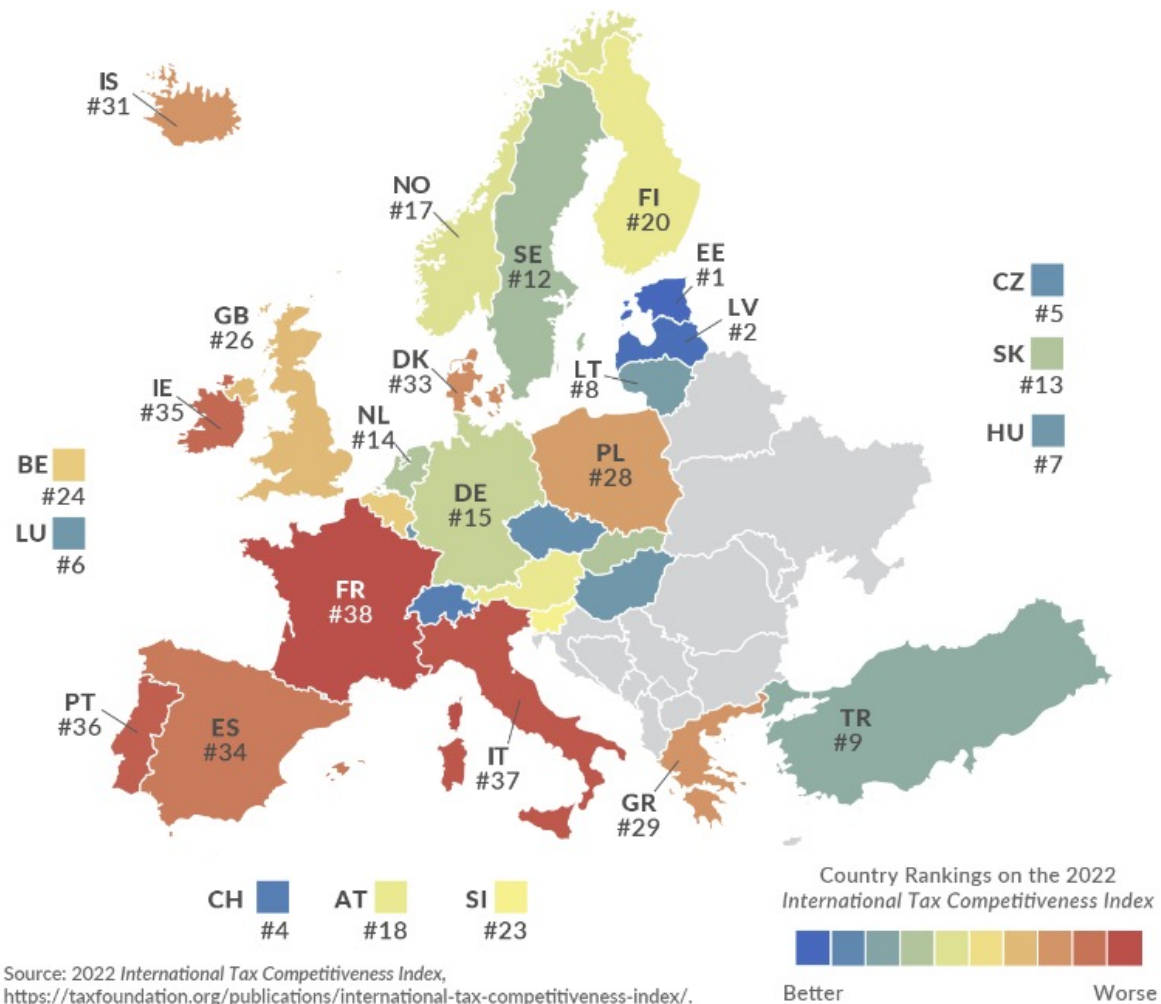 IS
#31
NO
#17
FI
#20
SE
#12
EE
#1
LV
#2
CZ
#5
GB
#26
SK
#13
DK
#33
LT
#8
IE
#35
NL
#14
HU
#7
BE
#24
PL
#28
DE
#15
LU
#6
FR
#38
PT
#36
ES
#34
IT
#37
TR
#9
GR
#29
CH
#4
AT
#18
SI
#23
Country Rankings on the 2022
International Tax Competitiveness Index
Better
Worse
Source: 2022 International Tax Competitiveness Index,
https://taxfoundation.org/publications/international-tax-competitiveness-index/.